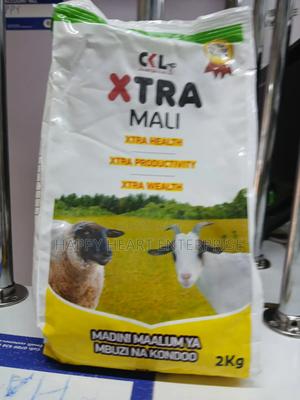 CKL
XTRA
MALI
XTRA HEALTH
XTRA PRODUCTIVITY
XTRA WEALTH
HAPPY HEART ENTERPRISE
MADINI MAALUM YA
MBUZI NA KONDOO
2Kg